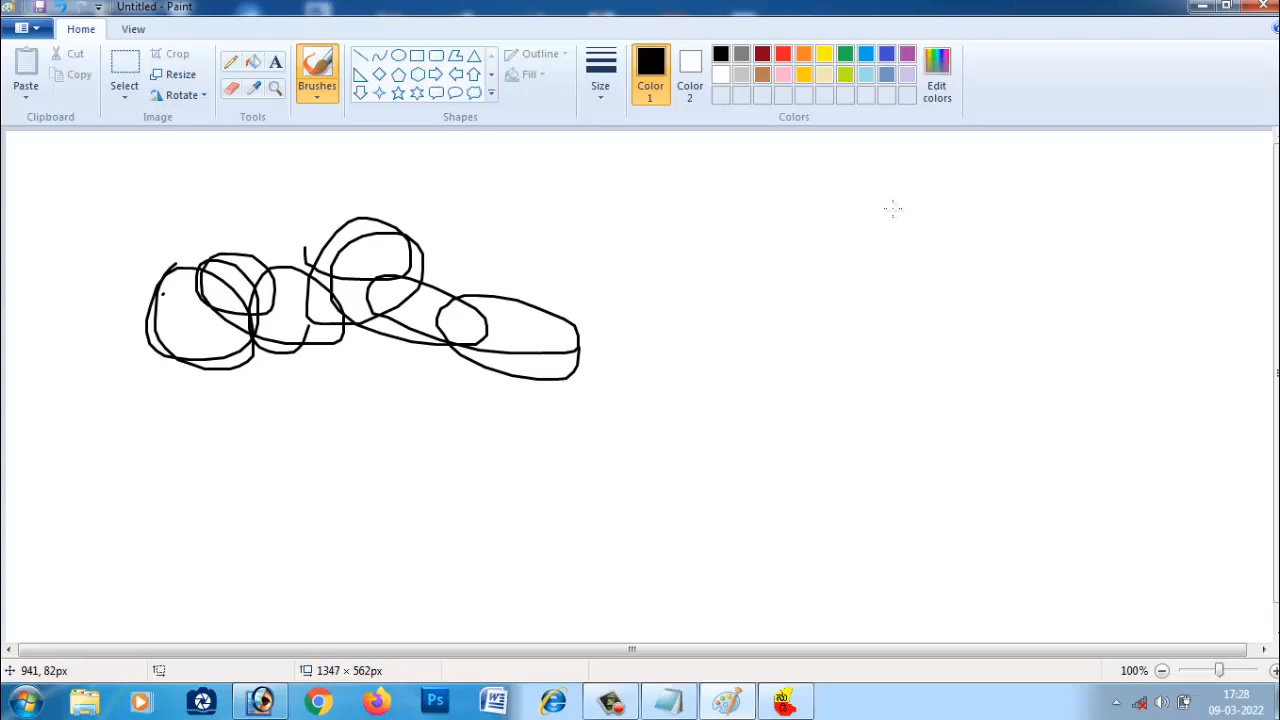 Untitled - Paint
Home View
Paste
Cut
Copy
Clipboard
Select
Crop
Resize
Rotate
Image
A
Tools
Brushes
Outline
Fill
Shapes
Size
Color 1
Color 2
Edit colors
Colors
941, 82px
1347 × 562px
100%
Ps
W
17:28
09-03-2022